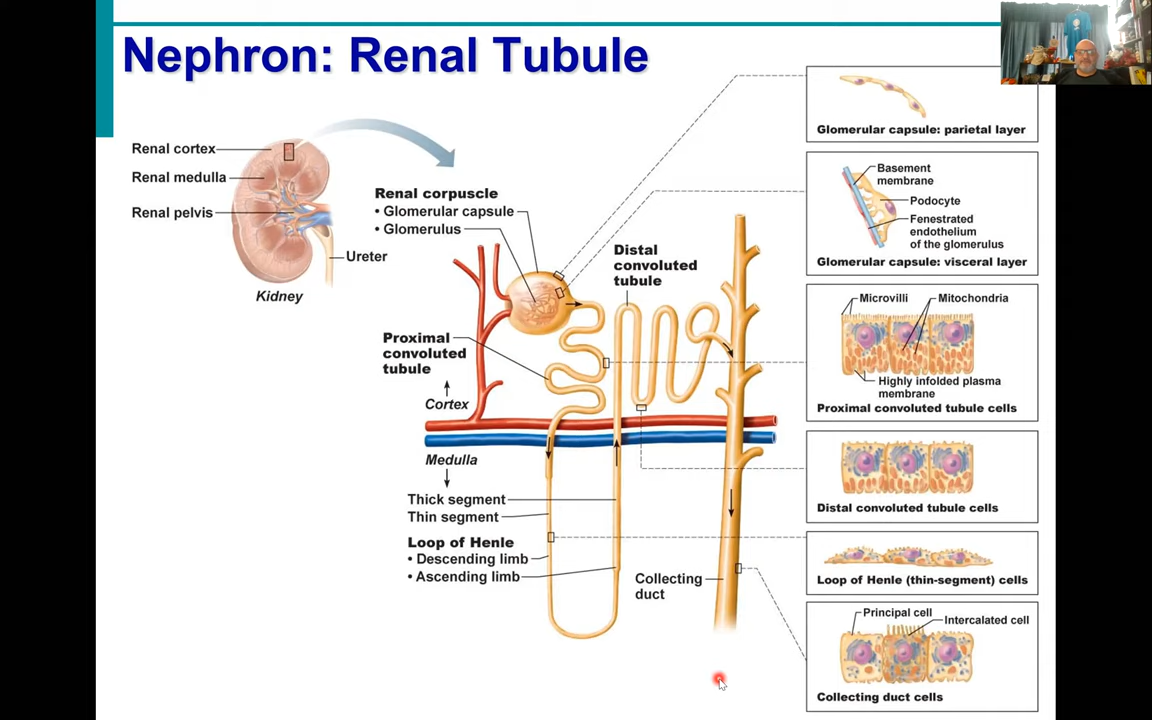 Nephron: Renal Tubule
Renal cortex
Renal medulla
Renal pelvis
Ureter
Kidney
Renal corpuscle
• Glomerular capsule
• Glomerulus
Distal
convoluted
tubule
Proximal
convoluted
tubule
Cortex
Medulla
Thick segment
Thin segment
Loop of Henle
• Descending limb
• Ascending limb
Collecting
duct
Glomerular capsule: parietal layer
Basement
membrane
Podocyte
Fenestrated
endothelium
of the glomerulus
Glomerular capsule: visceral layer
Microvilli
Mitochondria
Highly infolded plasma
membrane
Proximal convoluted tubule cells
Distal convoluted tubule cells
Loop of Henle (thin-segment) cells
Principal cell
Intercalated cell
Collecting duct cells